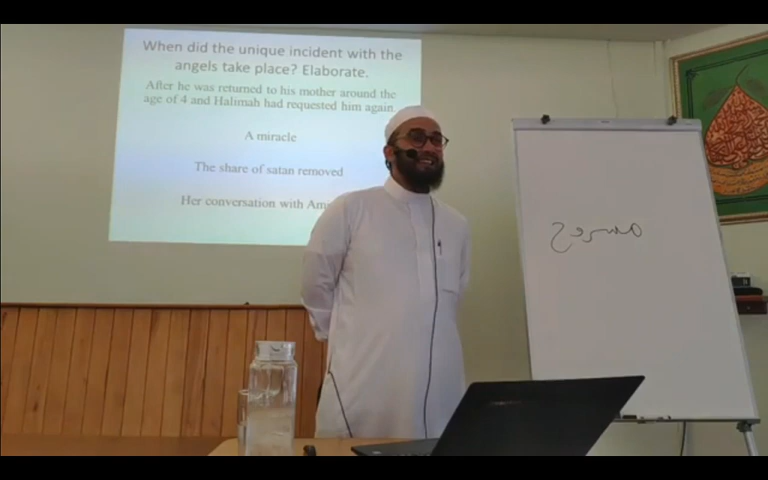 When did the unique incident with the
angels take place? Elaborate.
After he was returned to his mother around the
age of 4 and Halimah had requested him again
A miracle
The share of satan removed
Her conversation with
مسروح